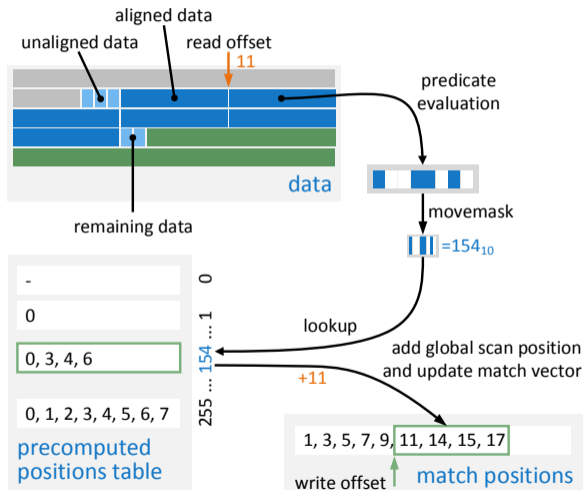 aligned data
unaligned data
read offset
11
predicate
evaluation
data
remaining data
movemask
=154₁₀
-
0
0
0, 3, 4, 6
0, 1, 2, 3, 4, 5, 6, 7
0
... 1
... 154
255
precomputed
positions table
lookup
+11
add global scan position
and update match vector
1, 3, 5, 7, 9, 11, 14, 15, 17
write offset
match positions